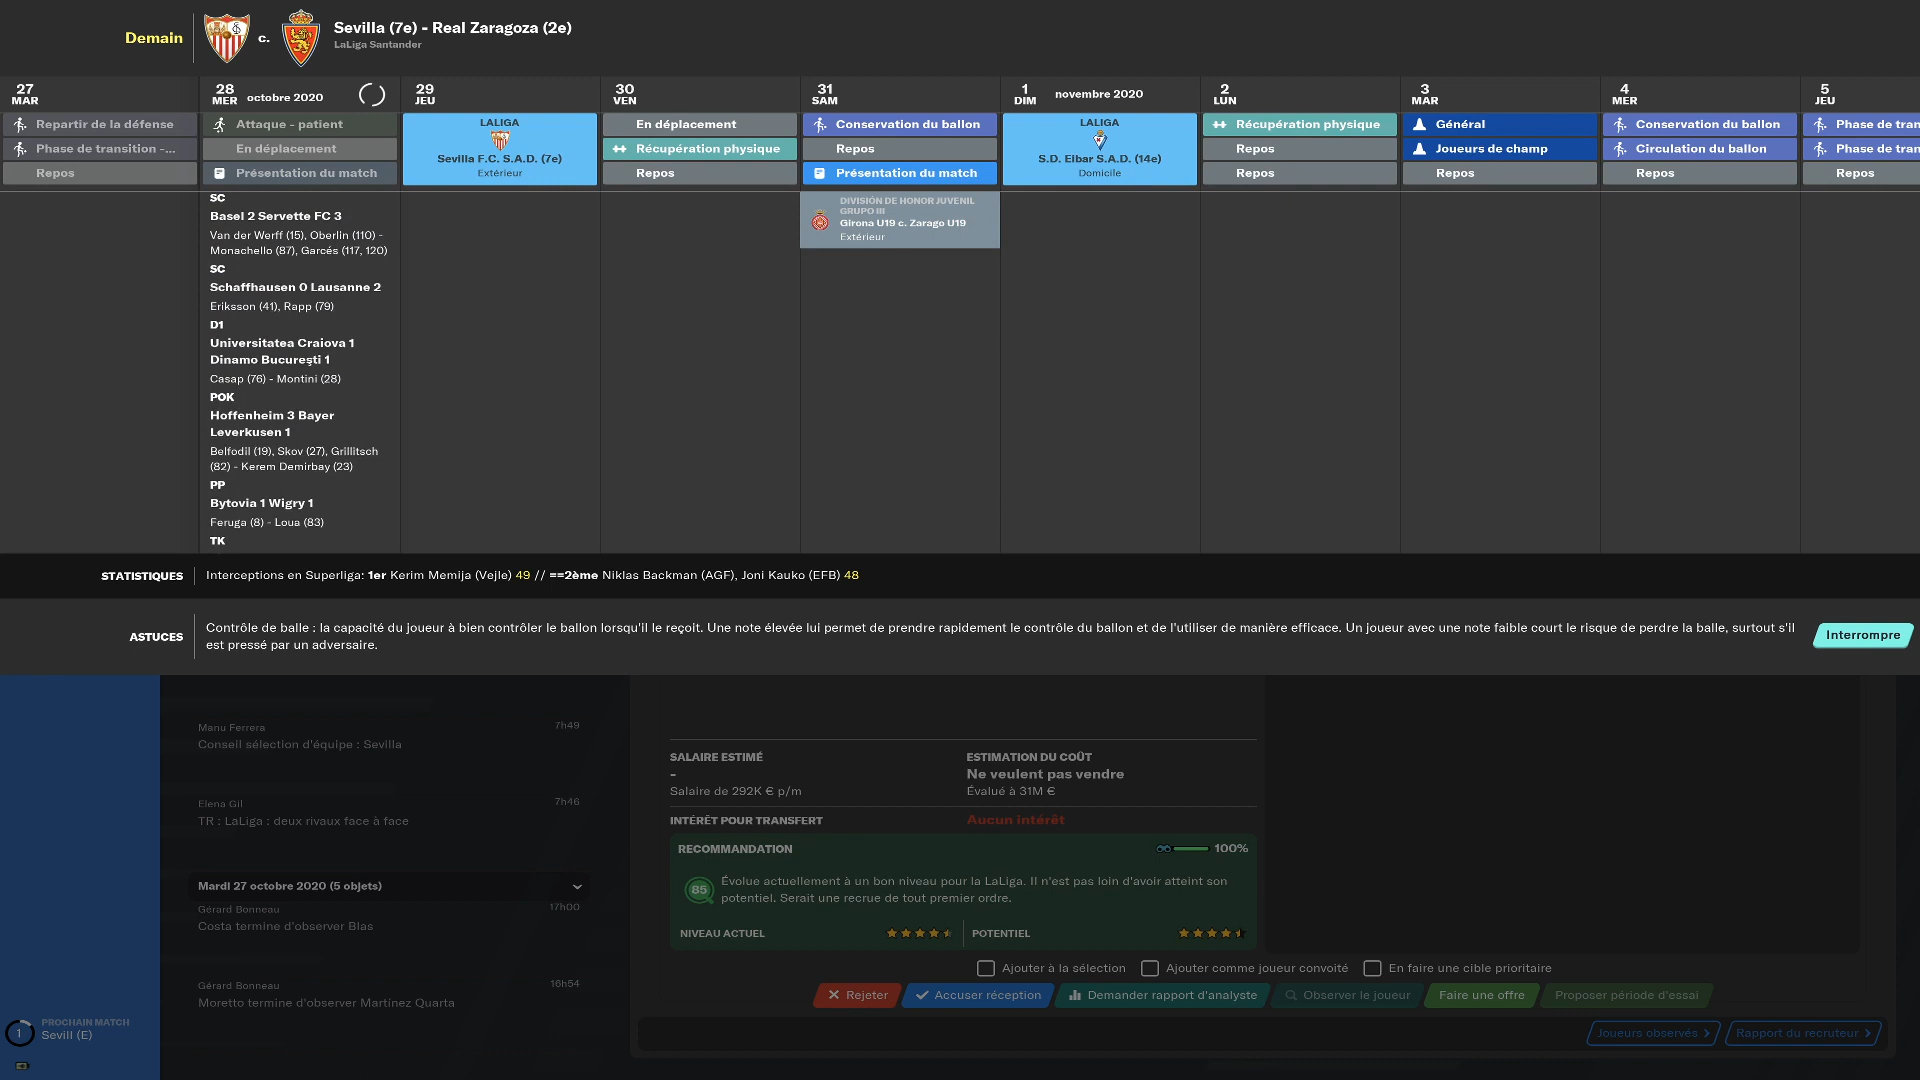 Demain
c.
Sevilla (7e) - Real Zaragoza (2e)
LaLiga Santander
27
MAR
28
MER octobre 2020
29
JEU
30
VEN
31
SAM
1
DIM novembre 2020
2
LUN
3
MAR
4
MER
5
JEU
Repartir de la défense
Phase de transition -...
Repos
Attaque - patient
En déplacement
Présentation du match
LALIGA
Sevilla F.C. S.A.D. (7e)
Extérieur
En déplacement
Récupération physique
Repos
Conservation du ballon
Repos
Présentation du match
LALIGA
S.D. Eibar S.A.D. (14e)
Domicile
Récupération physique
Repos
Repos
Général
Joueurs de champ
Repos
Conservation du ballon
Circulation du ballon
Repos
Phase de tran
Phase de tran
Repos
SC
Basel 2 Servette FC 3
Van der Werff (15), Oberlin (110) -
Monachello (87), Garcés (117, 120)
SC
Schaffhausen 0 Lausanne 2
Eriksson (41), Rapp (79)
D1
Universitatea Craiova 1
Dinamo Bucureşti 1
Casap (76) - Montini (28)
POK
Hoffenheim 3 Bayer
Leverkusen 1
Belfodil (19), Skov (27), Grillitsch
(82) - Kerem Demirbay (23)
PP
Bytovia 1 Wigry 1
Feruga (8) - Loua (83)
TK
DIVISIÓN DE HONOR JUVENIL
GRUPO III
Girona U19 c. Zarago U19
Extérieur
STATISTIQUES
Interceptions en Superliga: 1er Kerim Memija (Vejle) 49 // ==2ème Niklas Backman (AGF), Joni Kauko (EFB) 48
ASTUCES
Contrôle de balle : la capacité du joueur à bien contrôler le ballon lorsqu'il le reçoit. Une note élevée lui permet de prendre rapidement le contrôle du ballon et de l'utiliser de manière efficace. Un joueur avec une note faible court le risque de perdre la balle, surtout s'il
est pressé par un adversaire.
Interrompre
Manu Ferrera 7h49
Conseil sélection d'équipe : Sevilla
Elena Gil 7h46
TR : LaLiga : deux rivaux face à face
Mardi 27 octobre 2020 (5 objets)
Gérard Bonneau 17h00
Costa termine d'observer Blas
Gérard Bonneau 16h54
Moretto termine d'observer Martínez Quarta
1
PROCHAIN MATCH
Sevill (E)
SALAIRE ESTIMÉ
-
Salaire de 292K € p/m
ESTIMATION DU COÛT
Ne veulent pas vendre
Évalué à 31M €
INTÉRÊT POUR TRANSFERT
Aucun intérêt
RECOMMANDATION 100%
85
Évolue actuellement à un bon niveau pour la LaLiga. Il n'est pas loin d'avoir atteint son
potentiel. Serait une recrue de tout premier ordre.
NIVEAU ACTUEL
POTENTIEL
Ajouter à la sélection
Ajouter comme joueur convoité
En faire une cible prioritaire
Rejeter
Accuser réception
Demander rapport d'analyste
Observer le joueur
Faire une offre
Proposer période d'essai
Joueurs observés
Rapport du recruteur